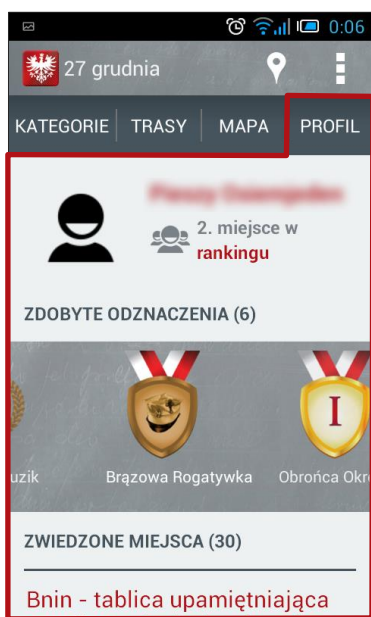 0:06
27 grudnia
KATEGORIE TRASY MAPA PROFIL
2. miejsce w
rankingu
ZDOBYTE ODZNACZENIA (6)
I
uzik Brązowa Rogatywka Obrońca Okr
ZWIEDZONE MIEJSCA (30)
Bnin - tablica upamiętniająca